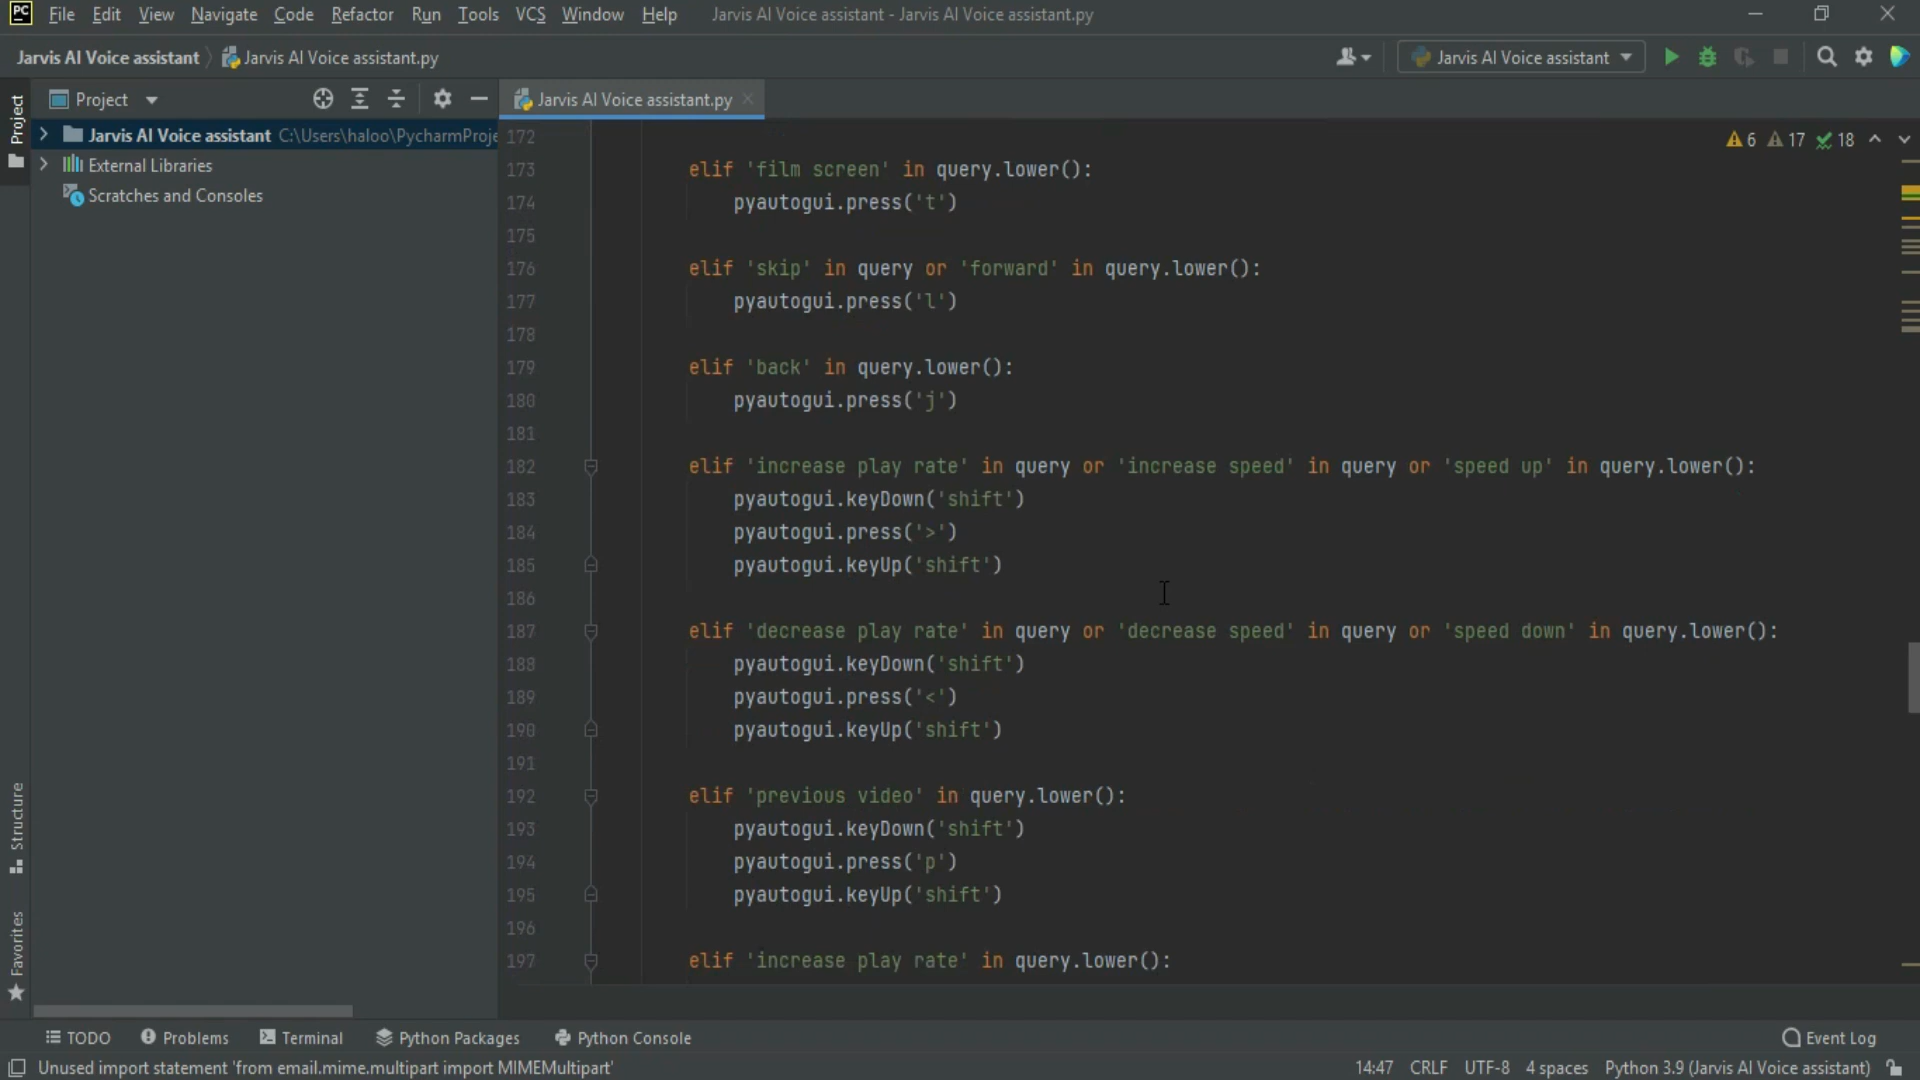 PC File Edit View Navigate Code Refactor Run Tools VCS Window Help Jarvis AI Voice assistant - Jarvis AI Voice assistant.py
Jarvis AI Voice assistant Jarvis AI Voice assistant.py Jarvis AI Voice assistant
Project Jarvis AI Voice assistant.py
Project
Jarvis AI Voice assistant C:\Users\haloo\PycharmProje
External Libraries
Scratches and Consoles
6 17 18
172
173 elif 'film screen' in query.lower():
174 pyautogui.press('t')
175
176 elif 'skip' in query or 'forward' in query.lower():
177 pyautogui.press('l')
178
179 elif 'back' in query.lower():
180 pyautogui.press('j')
181
182 elif 'increase play rate' in query or 'increase speed' in query or 'speed up' in query.lower():
183 pyautogui.keyDown('shift')
184 pyautogui.press('>')
185 pyautogui.keyUp('shift')
186
187 elif 'decrease play rate' in query or 'decrease speed' in query or 'speed down' in query.lower():
188 pyautogui.keyDown('shift')
189 pyautogui.press('<')
190 pyautogui.keyUp('shift')
191
192 elif 'previous video' in query.lower():
193 pyautogui.keyDown('shift')
194 pyautogui.press('p')
195 pyautogui.keyUp('shift')
196
197 elif 'increase play rate' in query.lower():
Structure
Favorites
TODO Problems Terminal Python Packages Python Console Event Log
Unused import statement 'from email.mime.multipart import MIMEMultipart' 14:47 CRLF UTF-8 4 spaces Python 3.9 (Jarvis AI Voice assistant)